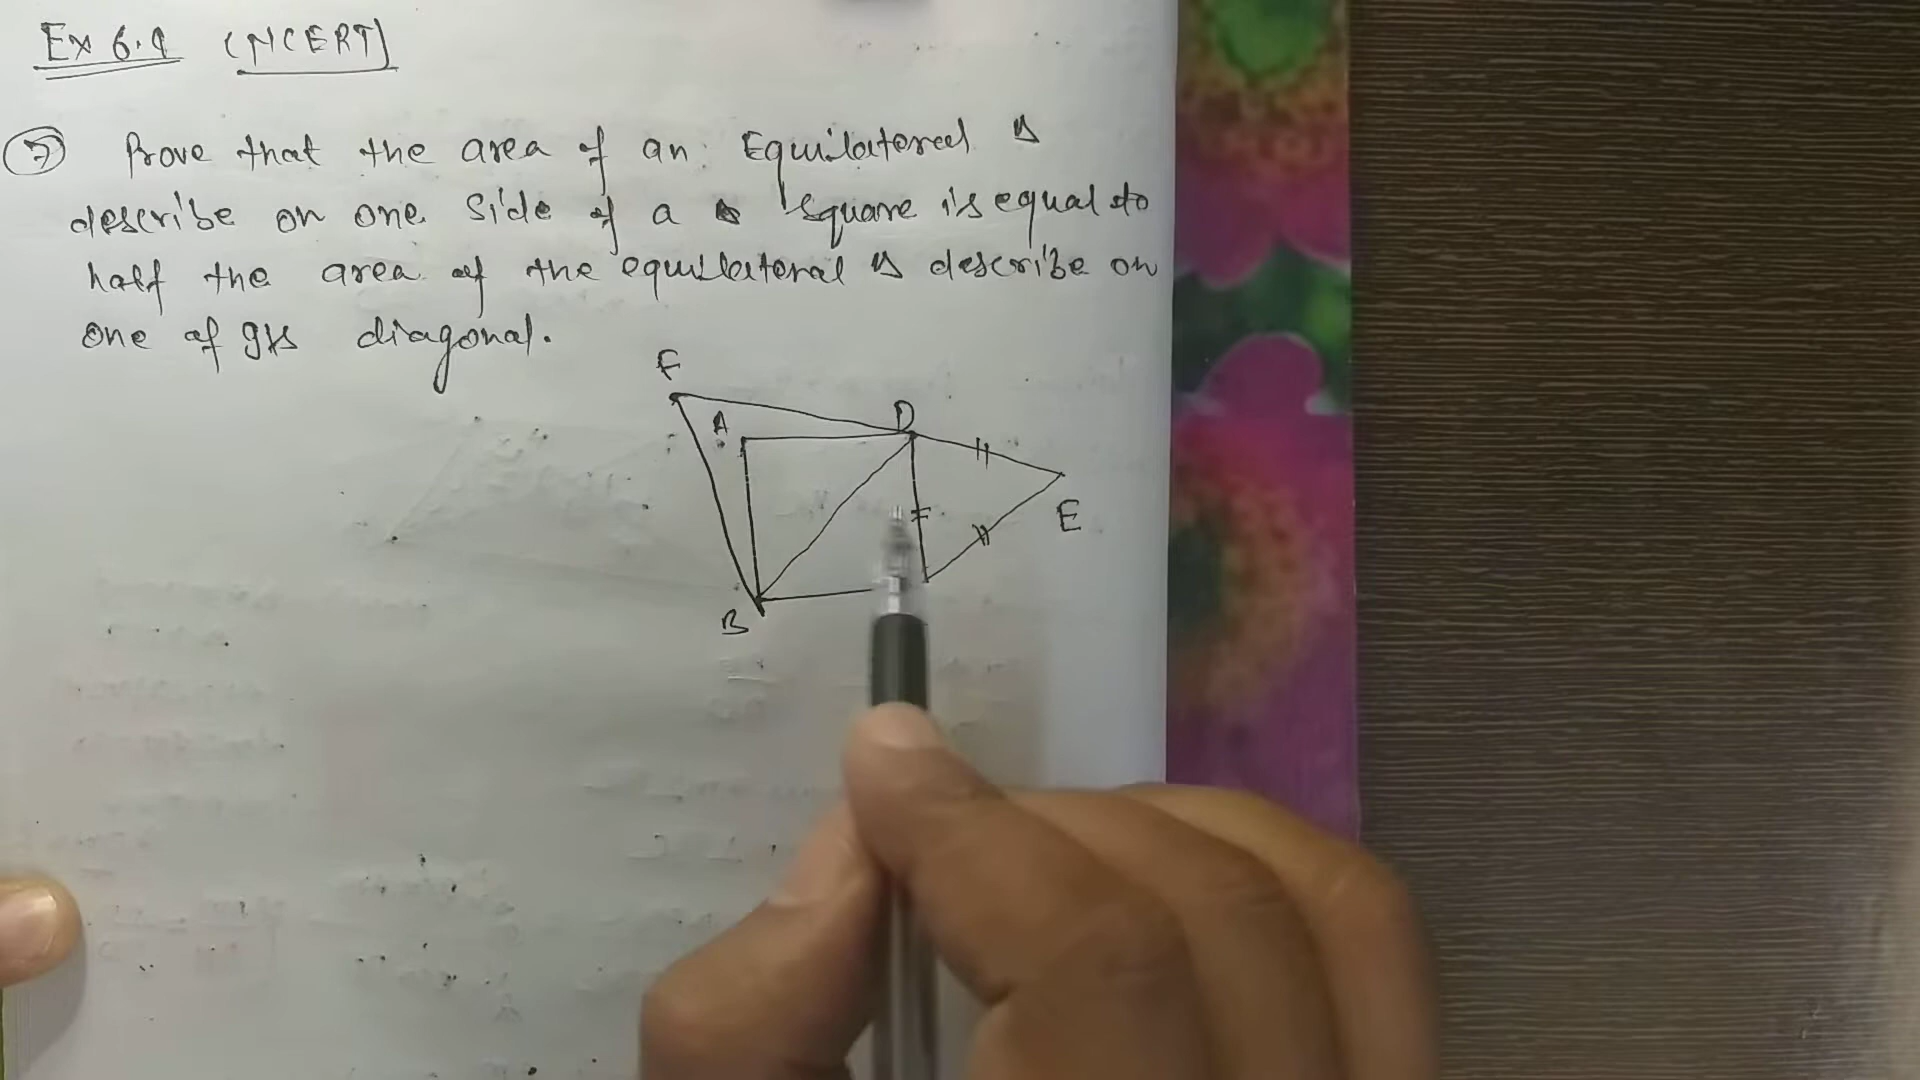 Ex 6.4 (NCERT)
7 Prove that the area of an Equilateral Δ
describe on one side of a square is equal to
half the area of the equilateral Δ describe on
one of its diagonal.
F
A D
E
B